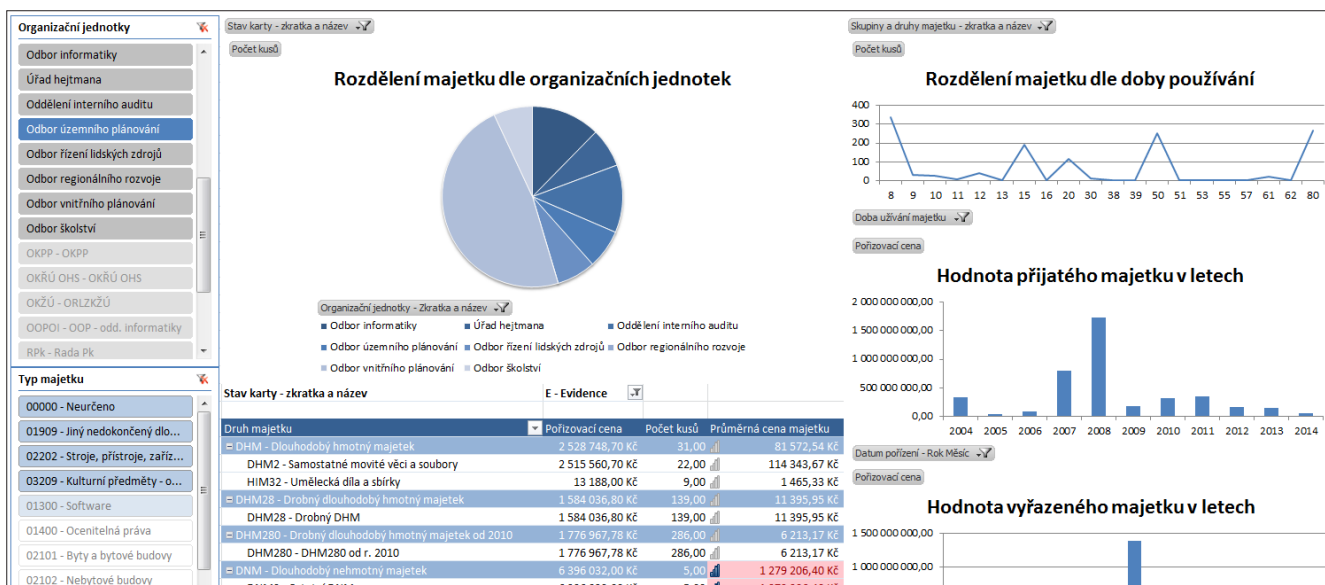 Organizační jednotky
Odbor informatiky
Úřad hejtmana
Oddělení interního auditu
Odbor územního plánování
Odbor řízení lidských zdrojů
Odbor regionálního rozvoje
Odbor vnitřního plánování
Odbor školství
OKPP - OKPP
OKŘÚ OHS - OKŘÚ OHS
OKŽÚ - ORLZKŽÚ
OOPOI - OOP - odd. informatiky
RPk - Rada Pk
Typ majetku
00000 - Neurčeno
01909 - Jiný nedokončený dlo...
02202 - Stroje, přístroje, zaříz...
03209 - Kulturní předměty - o...
01300 - Software
01400 - Ocenitelná práva
02101 - Byty a bytové budovy
02102 - Nebytové budovy
Stav karty - zkratka a název
Počet kusů
Rozdělení majetku dle organizačních jednotek
Organizační jednotky - Zkratka a název
Odbor informatiky Úřad hejtmana Oddělení interního auditu
Odbor územního plánování Odbor řízení lidských zdrojů Odbor regionálního rozvoje
Odbor vnitřního plánování Odbor školství
Stav karty - zkratka a název E - Evidence
Druh majetku Pořizovací cena Počet kusů Průměrná cena majetku
DHM - Dlouhodobý hmotný majetek 2 528 748,70 Kč 31,00 81 572,54 Kč
DHM2 - Samostatné movité věci a soubory 2 515 560,70 Kč 22,00 114 343,67 Kč
HIM32 - Umělecká díla a sbírky 13 188,00 Kč 9,00 1 465,33 Kč
DHM28 - Drobný dlouhodobý hmotný majetek 1 584 036,80 Kč 139,00 11 395,95 Kč
DHM28 - Drobný DHM 1 584 036,80 Kč 139,00 11 395,95 Kč
DHM280 - Drobný dlouhodobý hmotný majetek od 2010 1 776 967,78 Kč 286,00 6 213,17 Kč
DHM280 - DHM280 od r. 2010 1 776 967,78 Kč 286,00 6 213,17 Kč
DNM - Dlouhodobý nehmotný majetek 6 396 032,00 Kč 5,00 1 279 206,40 Kč
Skupiny a druhy majetku - zkratka a název
Počet kusů
Rozdělení majetku dle doby používání
400
300
200
100
0
8 9 10 11 12 13 15 16 20 30 38 39 50 51 53 55 57 61 62 80
Doba užívání majetku
Pořizovací cena
Hodnota přijatého majetku v letech
2 000 000 000,00
1 500 000 000,00
1 000 000 000,00
500 000 000,00
0,00
2004 2005 2006 2007 2008 2009 2010 2011 2012 2013 2014
Datum pořízení - Rok Měsíc
Pořizovací cena
Hodnota vyřazeného majetku v letech
1 500 000 000,00
1 000 000 000,00